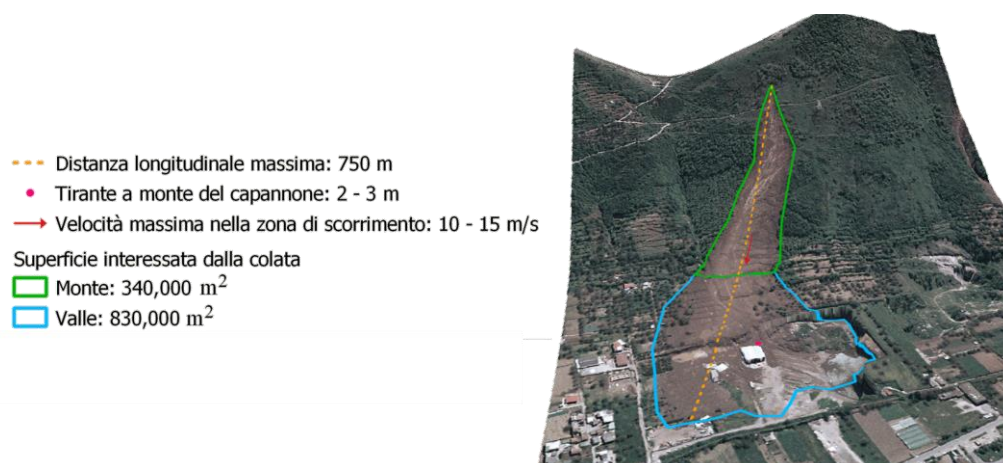 Distanza longitudinale massima: 750 m
Tirante a monte del capannone: 2 - 3 m
Velocità massima nella zona di scorrimento: 10 - 15 m/s
Superficie interessata dalla colata
Monte: 340,000 m²
Valle: 830,000 m²